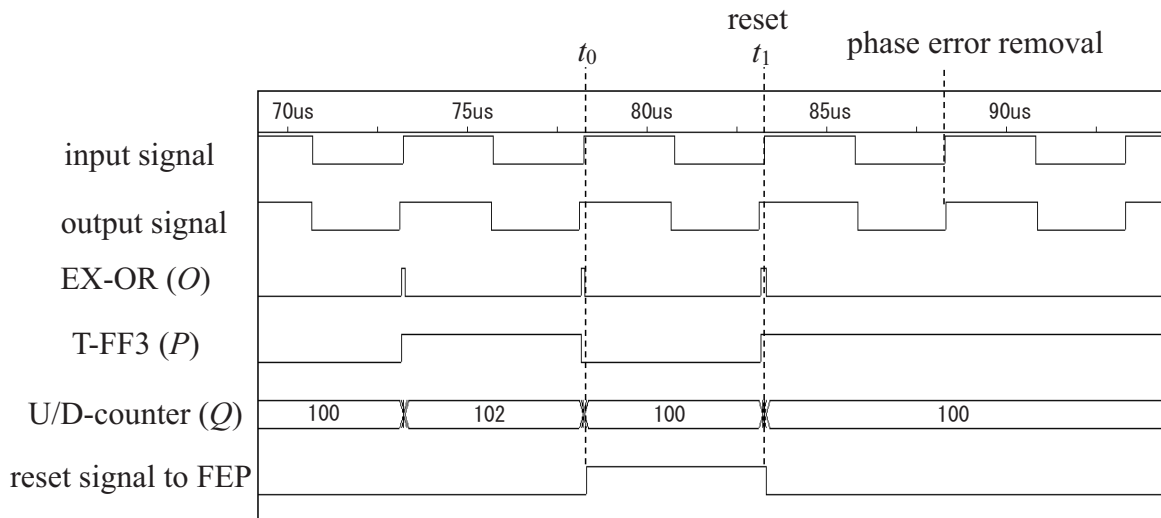 reset
t0 t1 phase error removal
70us 75us 80us 85us 90us
input signal
output signal
EX-OR (O)
T-FF3 (P)
U/D-counter (Q) 100 102 100 100
reset signal to FEP